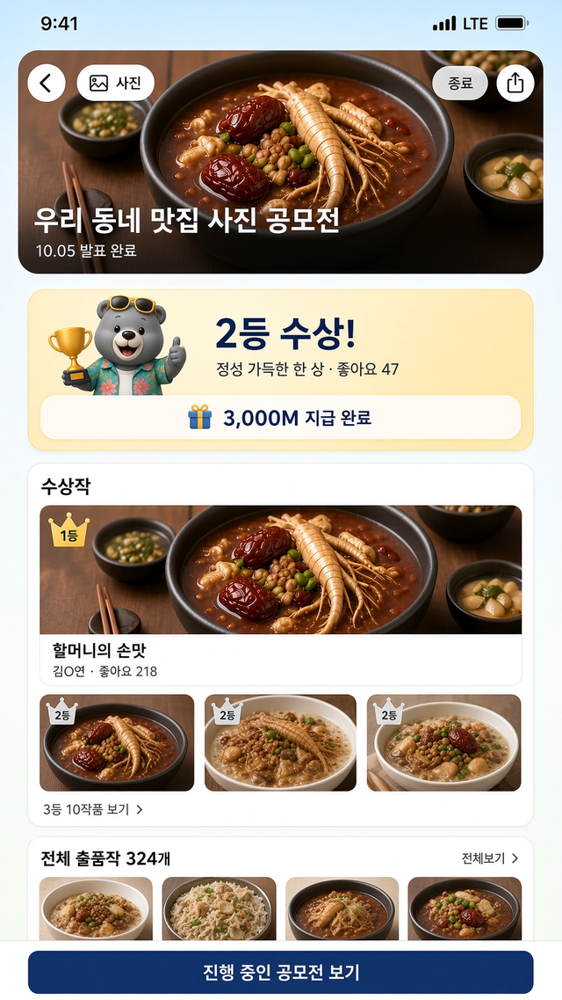 9:41
LTE
사진
종료
우리 동네 맛집 사진 공모전
10.05 발표 완료
2등 수상!
정성 가득한 한 상 · 좋아요 47
3,000M 지급 완료
수상작
1등
할머니의 손맛
김O연 · 좋아요 218
2등
2등
2등
3등 10작품 보기
전체 출품작 324개
전체보기
진행 중인 공모전 보기